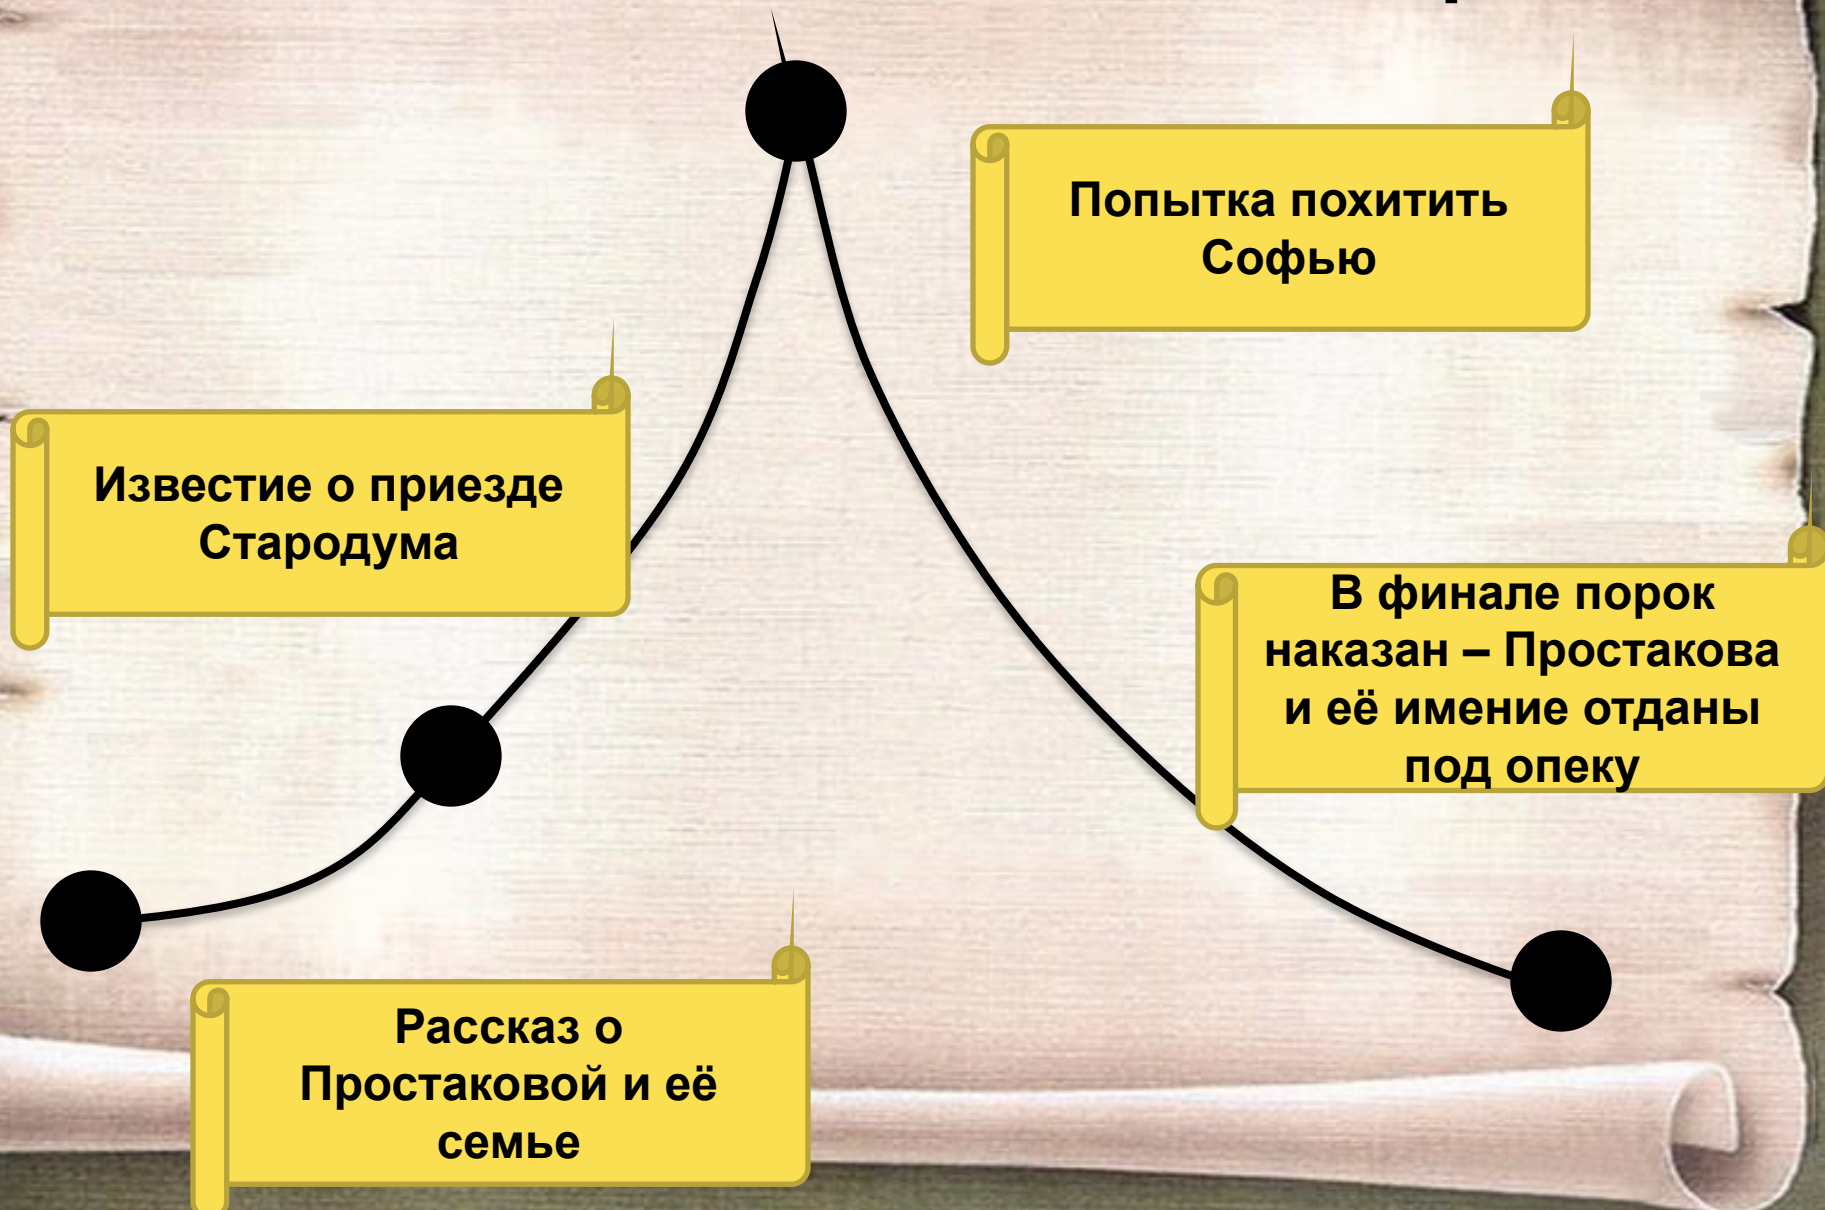 Попытка похитить
Софью
Известие о приезде
Стародума
В финале порок
наказан – Простакова
и её имение отданы
под опеку
Рассказ о
Простаковой и её
семье